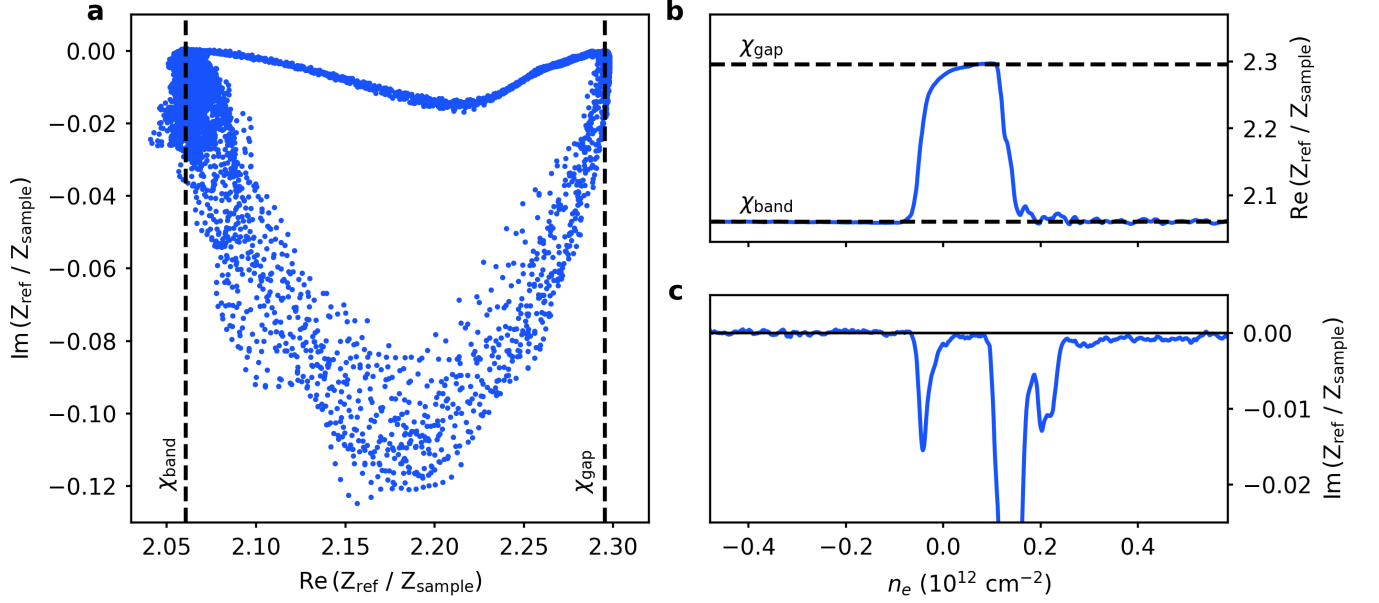 a
0.00
−0.02
−0.04
−0.06
−0.08
−0.10
−0.12
Im (Z_ref / Z_sample)
χ_band
χ_gap
2.05 2.10 2.15 2.20 2.25 2.30
Re (Z_ref / Z_sample)
b
χ_gap
χ_band
2.3
2.2
2.1
Re (Z_ref / Z_sample)
c
0.00
−0.01
−0.02
Im (Z_ref / Z_sample)
−0.4 −0.2 0.0 0.2 0.4
n_e (10¹² cm⁻²)